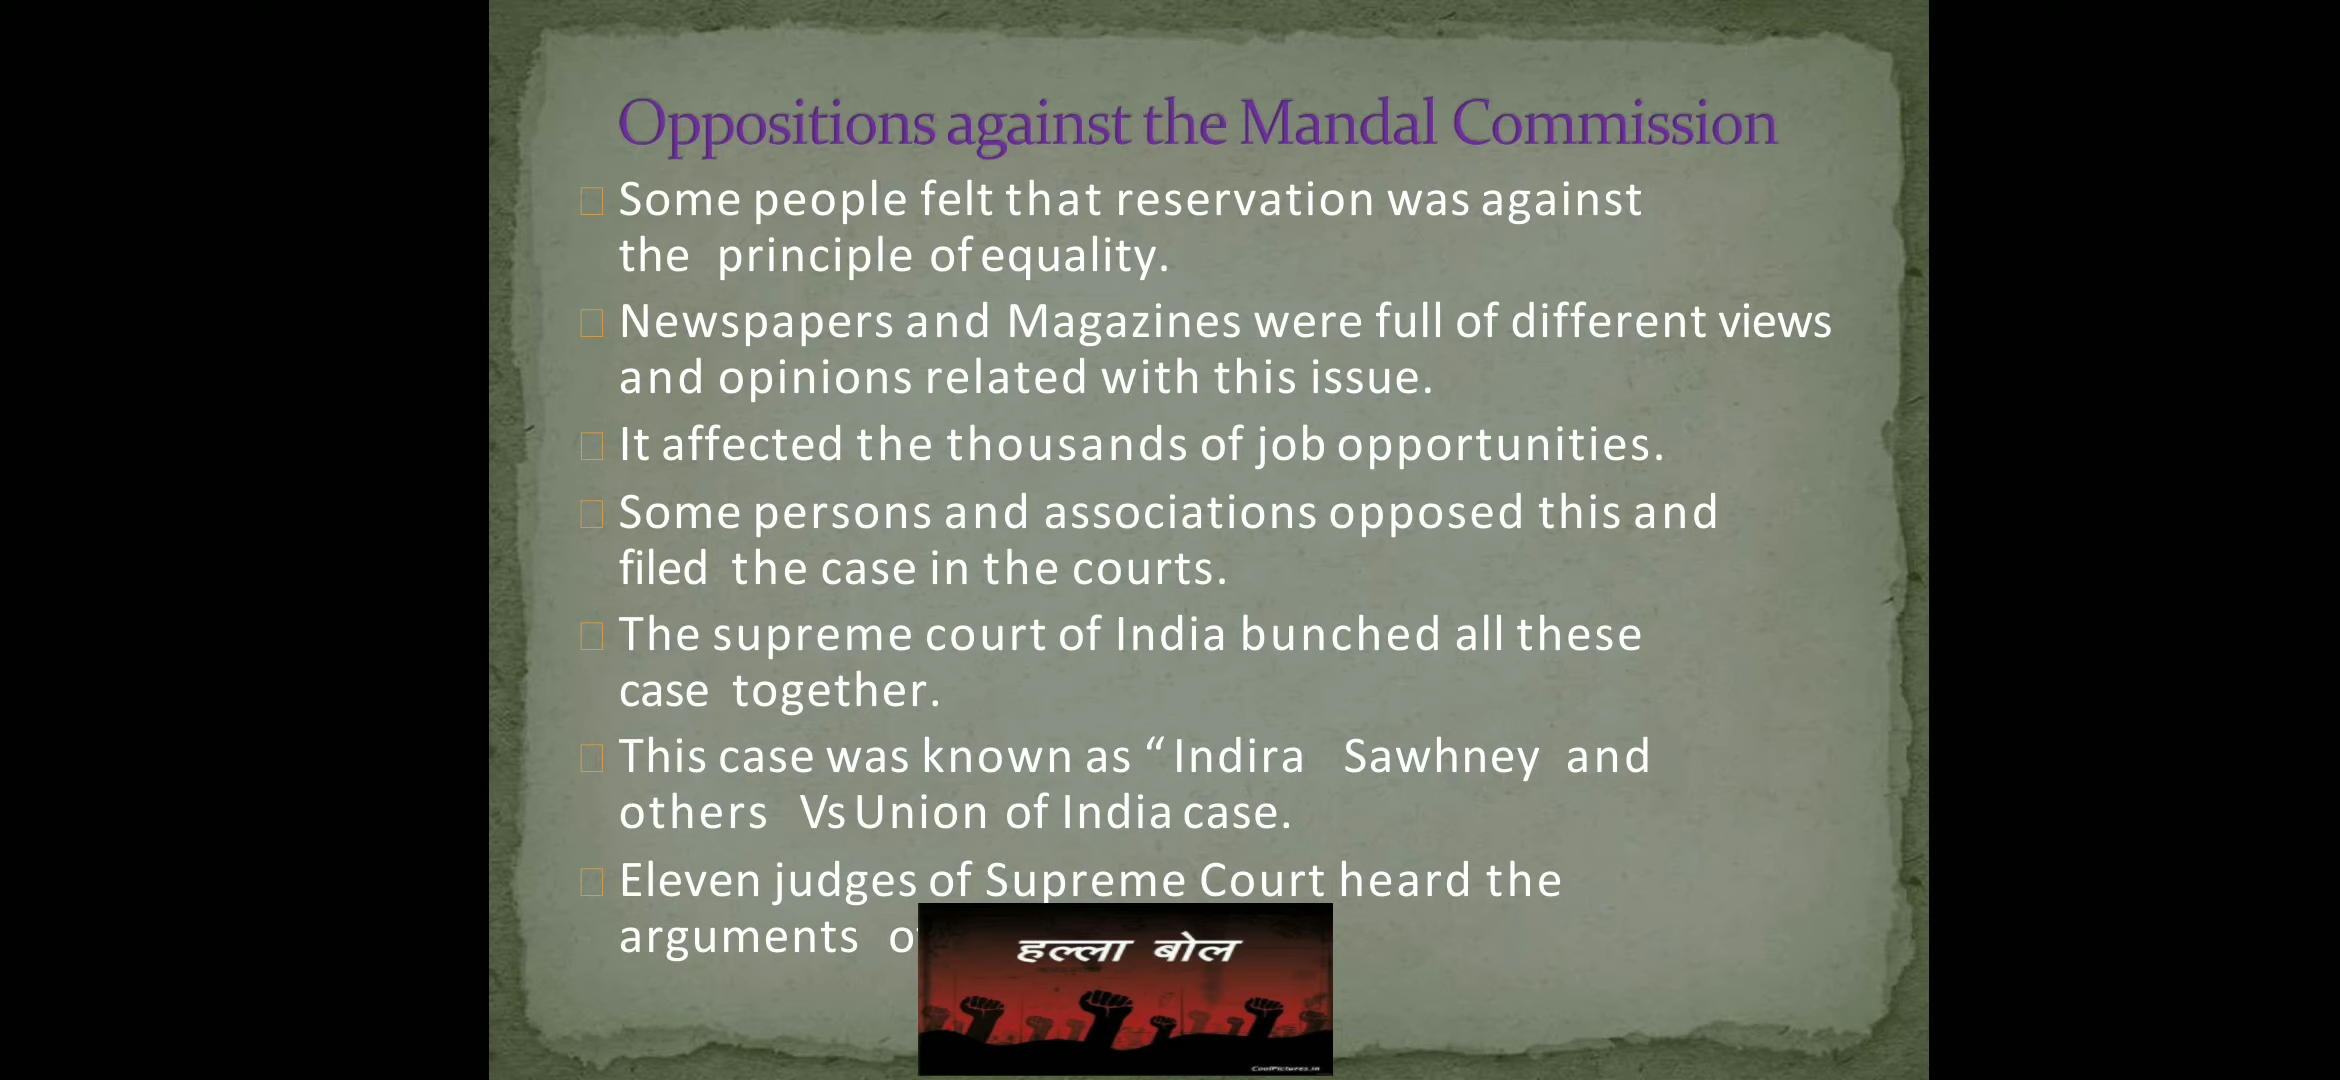 Oppositions against the Mandal Commission
Some people felt that reservation was against
the principle of equality.
Newspapers and Magazines were full of different views
and opinions related with this issue.
It affected the thousands of job opportunities.
Some persons and associations opposed this and
filed the case in the courts.
The supreme court of India bunched all these
case together.
This case was known as “ Indira Sawhney and
others Vs Union of India case.
Eleven judges of Supreme Court heard the
arguments
हल्ला बोल
CoolPictures.in